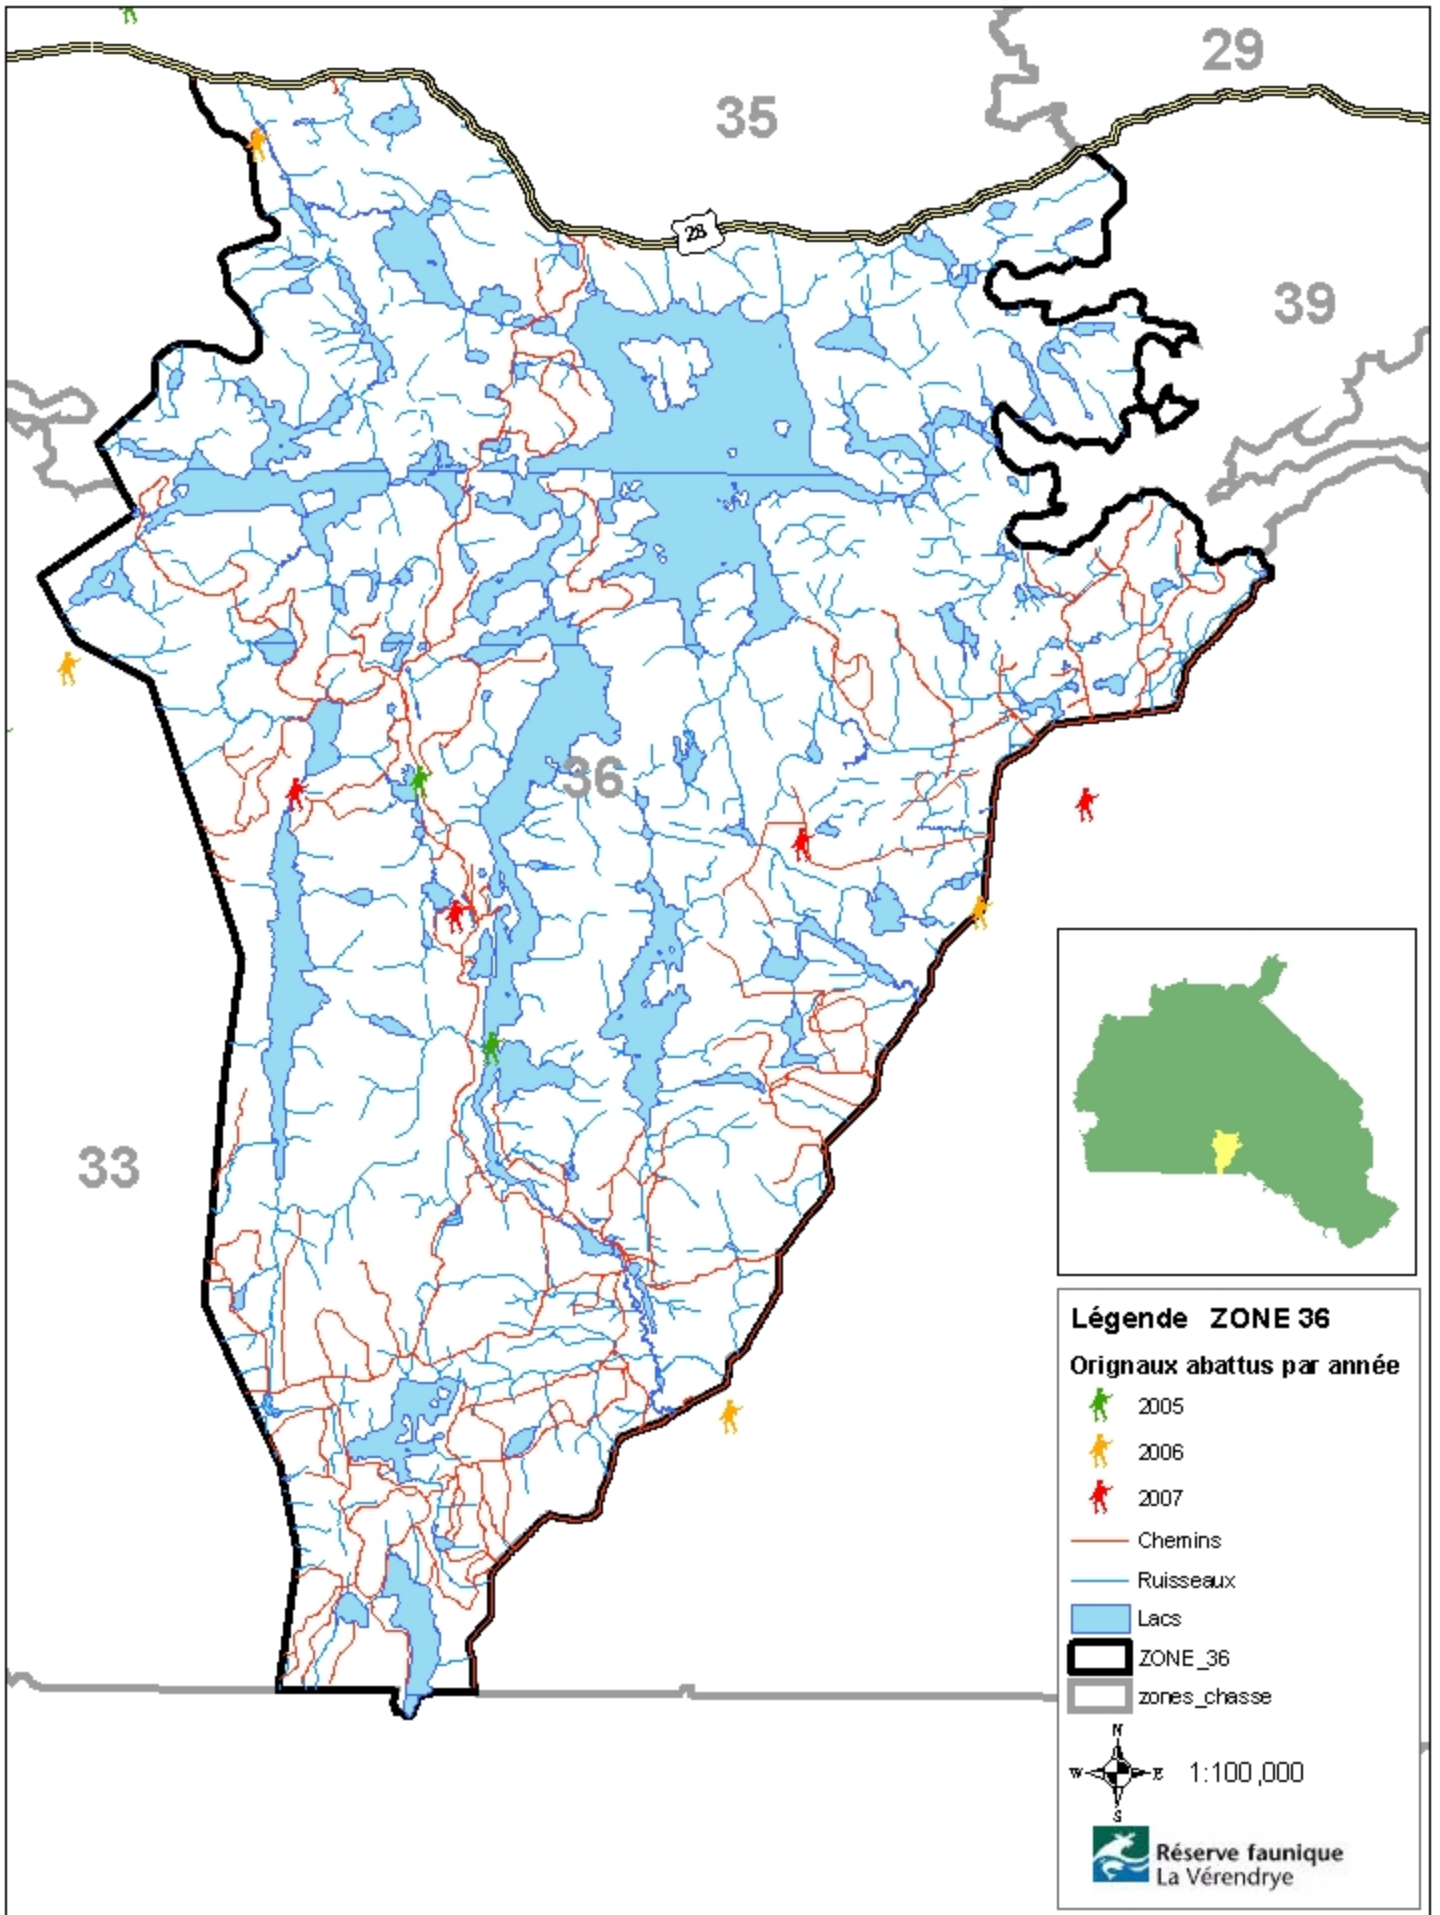 29
35
28
39
36
33
Légende ZONE 36
Orignaux abattus par année
2005
2006
2007
Chemins
Ruisseaux
Lacs
ZONE_36
zones_chasse
N
W E 1:100,000
S
Réserve faunique
La Vérendrye